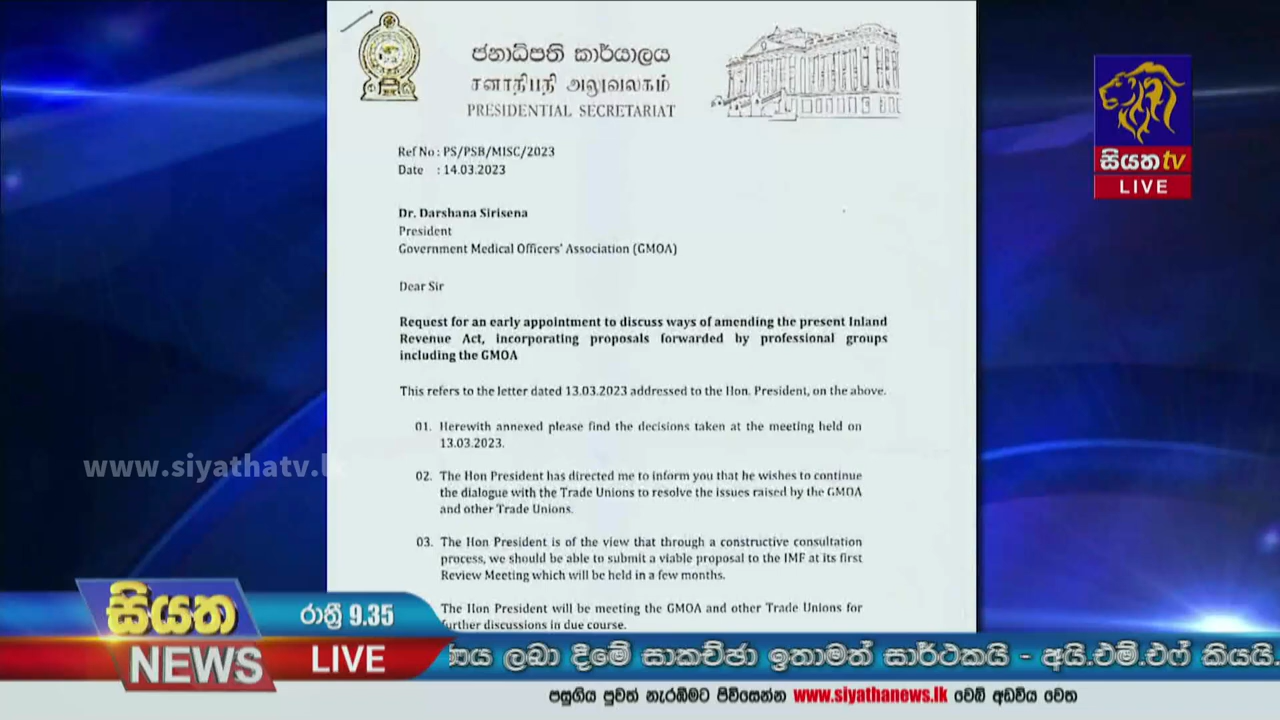 ජනාධිපති කාර්යාලය
சனாதிபதி அலுவலகம்
PRESIDENTIAL SECRETARIAT
Ref No : PS/PSB/MISC/2023
Date : 14.03.2023
Dr. Darshana Sirisena
President
Government Medical Officers' Association (GMOA)
Dear Sir
Request for an early appointment to discuss ways of amending the present Inland
Revenue Act, incorporating proposals forwarded by professional groups
including the GMOA
This refers to the letter dated 13.03.2023 addressed to the Hon. President, on the above.
01. Herewith annexed please find the decisions taken at the meeting held on
13.03.2023.
02. The Hon President has directed me to inform you that he wishes to continue
the dialogue with the Trade Unions to resolve the issues raised by the GMOA
and other Trade Unions.
03. The Hon President is of the view that through a constructive consultation
process, we should be able to submit a viable proposal to the IMF at its first
Review Meeting which will be held in a few months.
The Hon President will be meeting the GMOA and other Trade Unions for
further discussions in due course.
සියත tv
LIVE
www.siyathatv.lk
සියත
NEWS
රාත්‍රී 9.35
LIVE
ණය ලබා දීමේ සාකච්ඡා ඉතාමත් සාර්ථකයි - අයි.එම්.එෆ් කියයි.
පසුගිය පුවත් නැරඹීමට පිවිසෙන්න www.siyathanews.lk වෙබ් අඩවිය වෙත